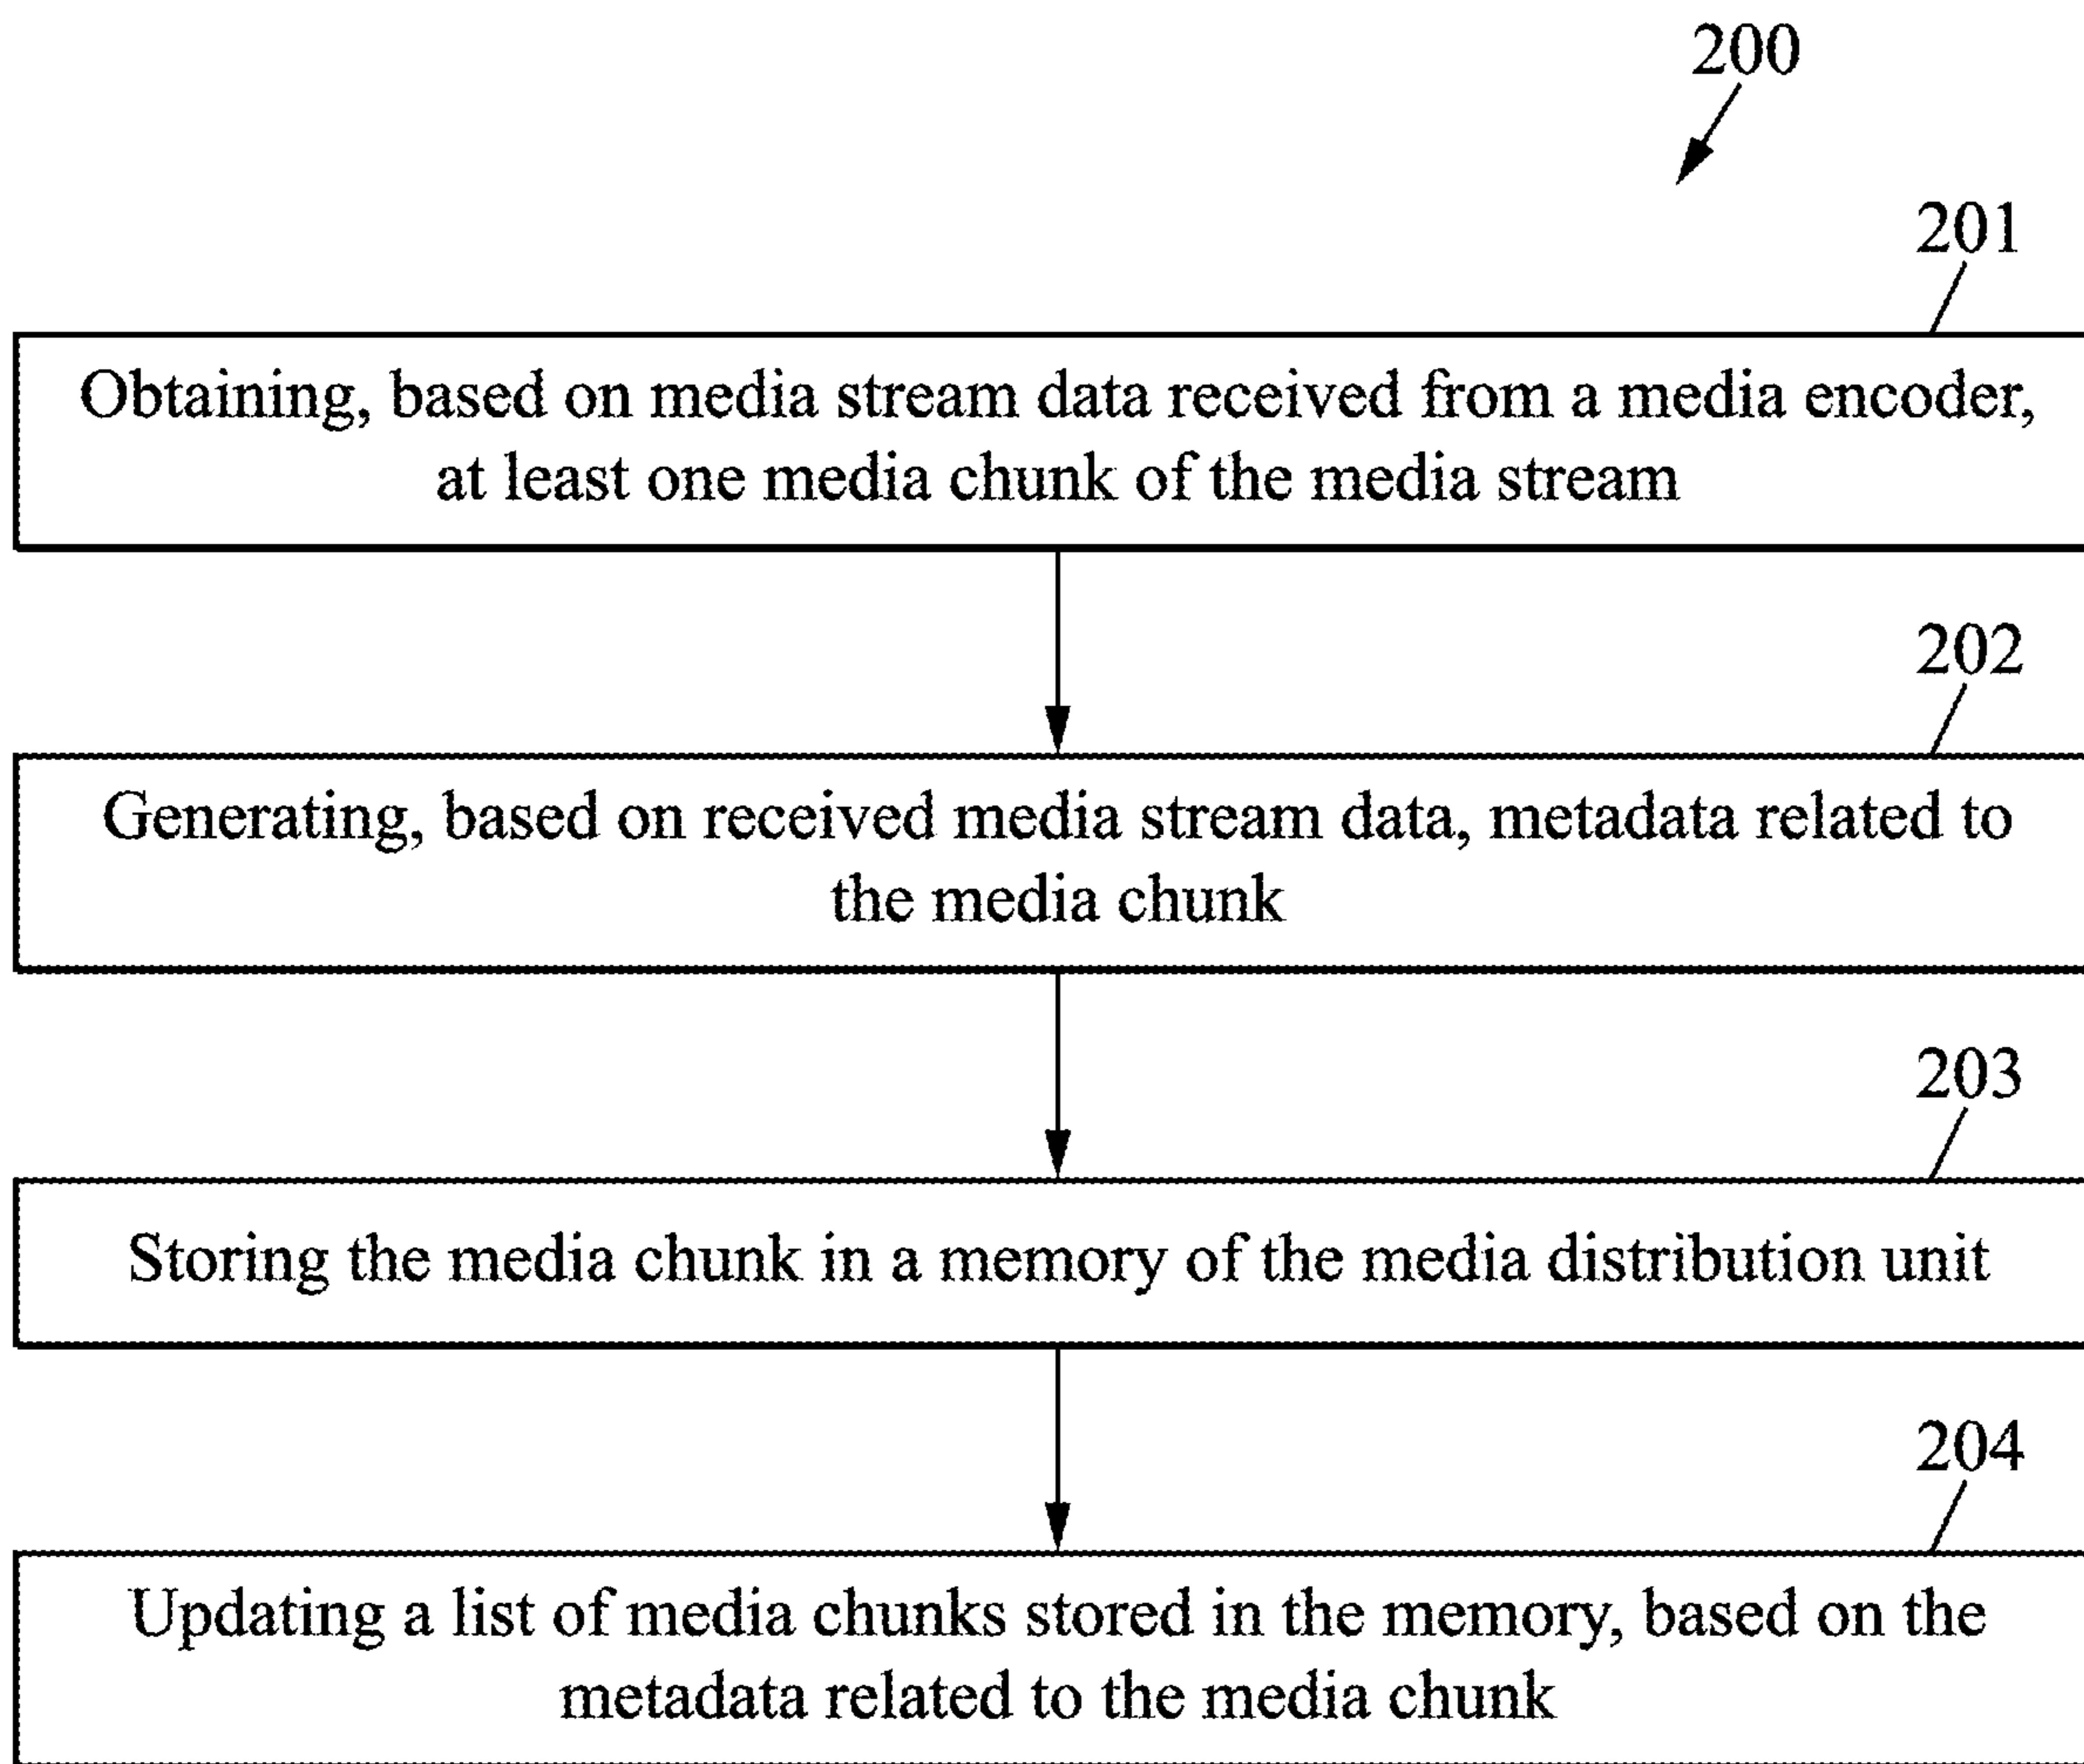 200
201
Obtaining, based on media stream data received from a media encoder,
at least one media chunk of the media stream
202
Generating, based on received media stream data, metadata related to
the media chunk
203
Storing the media chunk in a memory of the media distribution unit
204
Updating a list of media chunks stored in the memory, based on the
metadata related to the media chunk